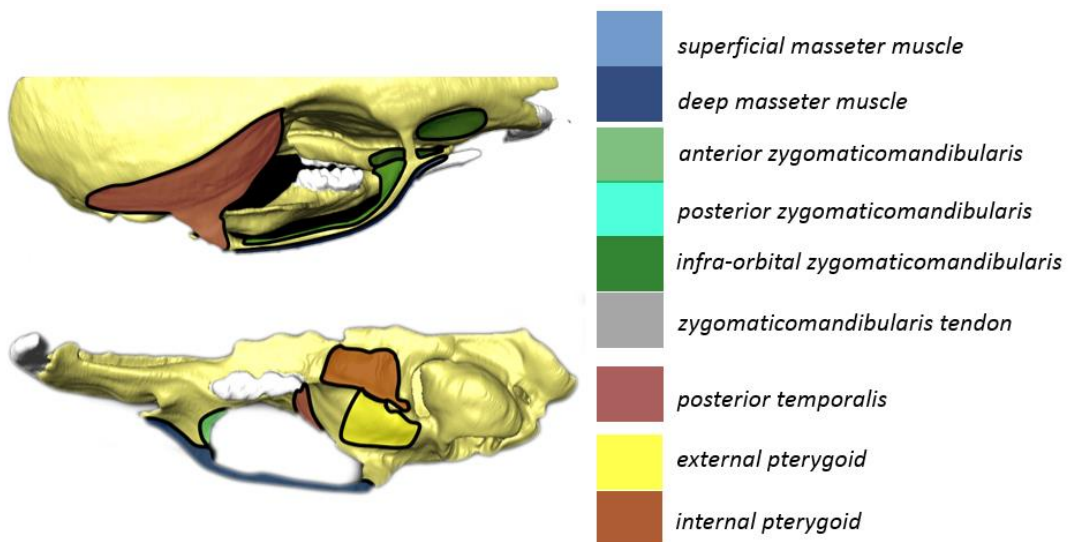 superficial masseter muscle
deep masseter muscle
anterior zygomaticomandibularis
posterior zygomaticomandibularis
infra-orbital zygomaticomandibularis
zygomaticomandibularis tendon
posterior temporalis
external pterygoid
internal pterygoid